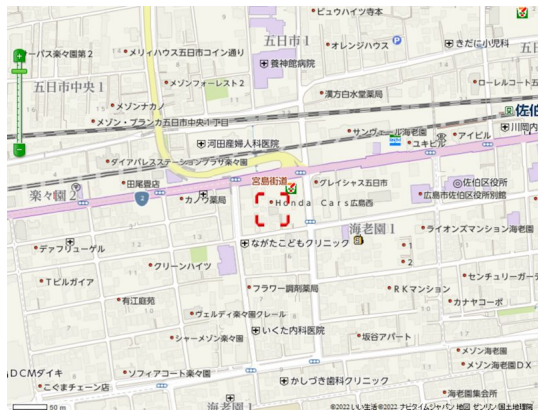 ビュウハイツ寺本
五日市1
きだに小児科
オレンジハウス
P
ーパス楽々園第2
メリィハウス五日市コイン通り
養神館病院
メゾンフォーレスト2
五日市中央1
漢方白水堂薬局
ローレルコート五
メゾンナカノ
佐伯
メゾン・ブランカ五日市中央1丁目
サンヴェール海老園
アイビル
川岡内
河田産婦人科医院
ユキビル
ダイアパレスステーションプラザ楽々園
宮島街道
グレイシャス五日市
佐伯区役所
田尾畳店
楽々園2
2
カノウ薬局
Honda Cars広島西
広島市佐伯区役所別館
海老園1
ライオンズマンション海老園
ながたこどもクリニック
デァフリューゲル
1
クリーンハイツ
2
Tビルガイア
センチュリーガーデ
フラワー調剤薬局
RKマンション
有江庭苑
カナヤコーポ
ヴェルディ楽々園クレール
いくた内科医院
シャーメゾン楽々園
坂谷アパート
メゾン海老園
DCMダイキ
ソフィアコート楽々園
メゾン海老園DX
かしづき歯科クリニック
こぐまチェーン店
海老園集会所
海老園1
50 m
©2022 いい生活 ©2022 ナビタイムジャパン 地図 ゼンリン 国土地理院